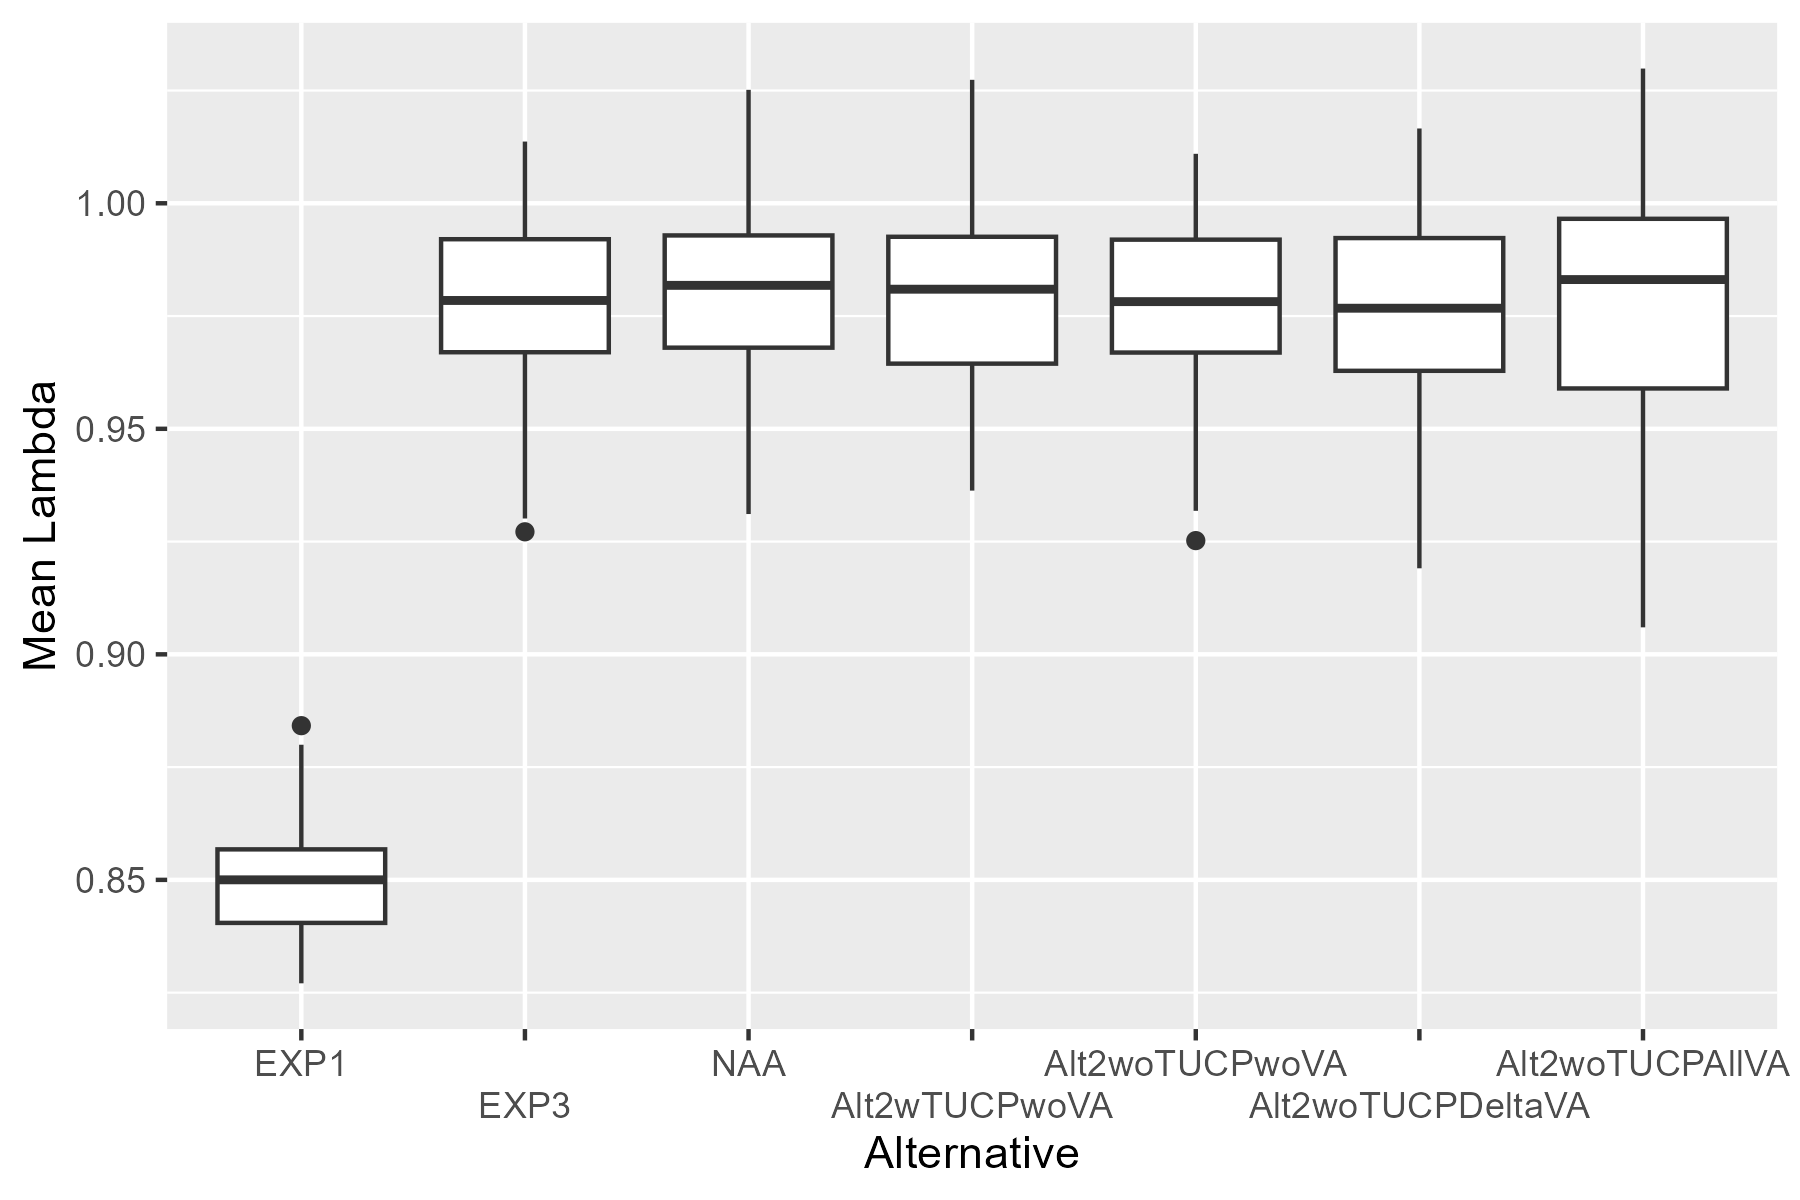 Mean Lambda
1.00
0.95
0.90
0.85
EXP1
EXP3
NAA
Alt2wTUCPwoVA
Alt2woTUCPwoVA
Alt2woTUCPDeltaVA
Alt2woTUCPAllVA
Alternative